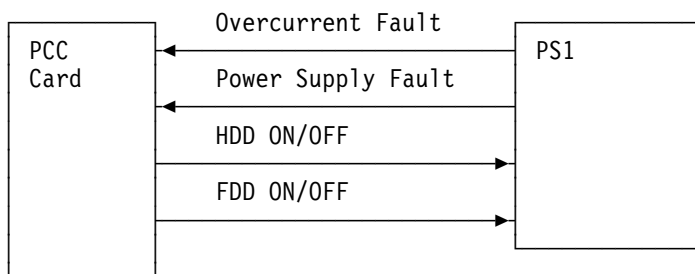 Overcurrent Fault
PCC
Card
PS1
Power Supply Fault
HDD ON/OFF
FDD ON/OFF